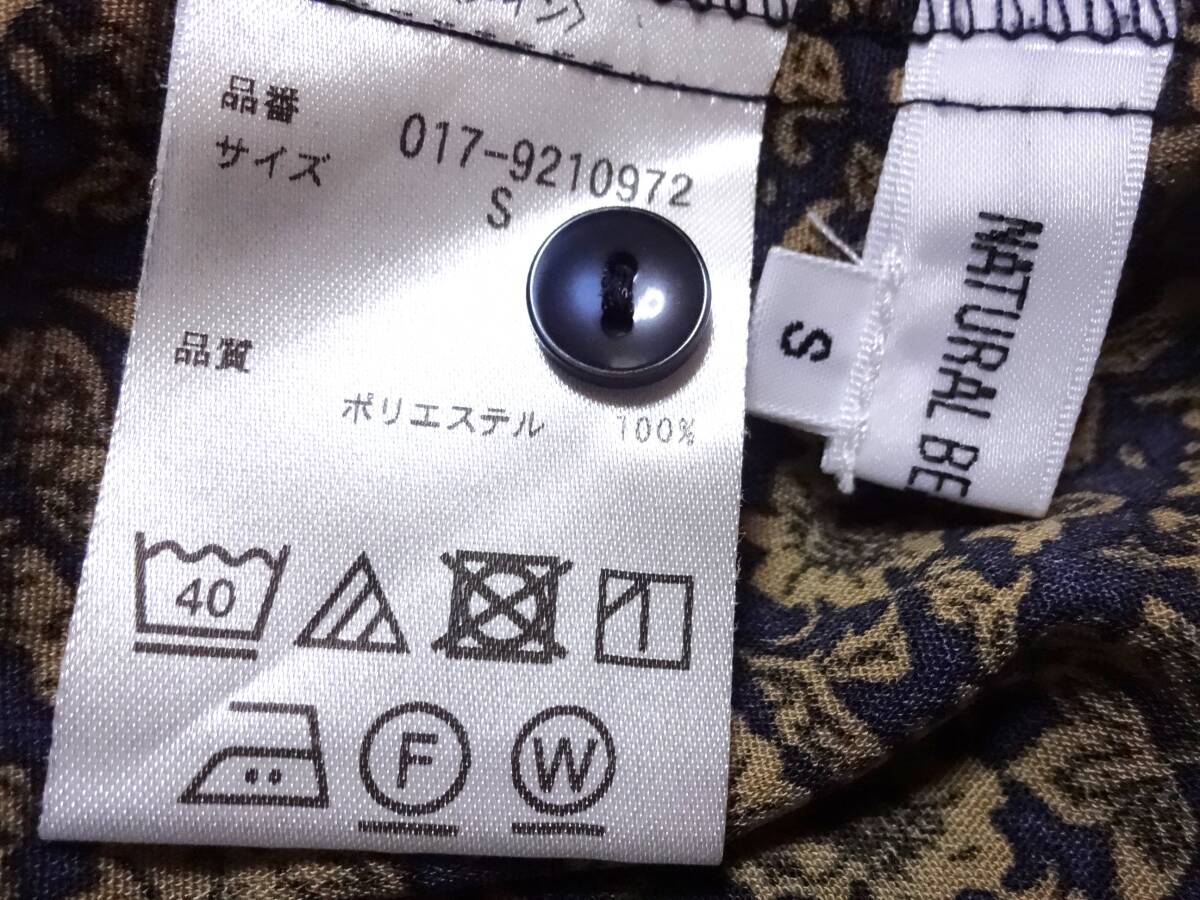 品番
017-9210972
サイズ
S
品質
ポリエステル 100%
40
F
W
S
NATURAL BE